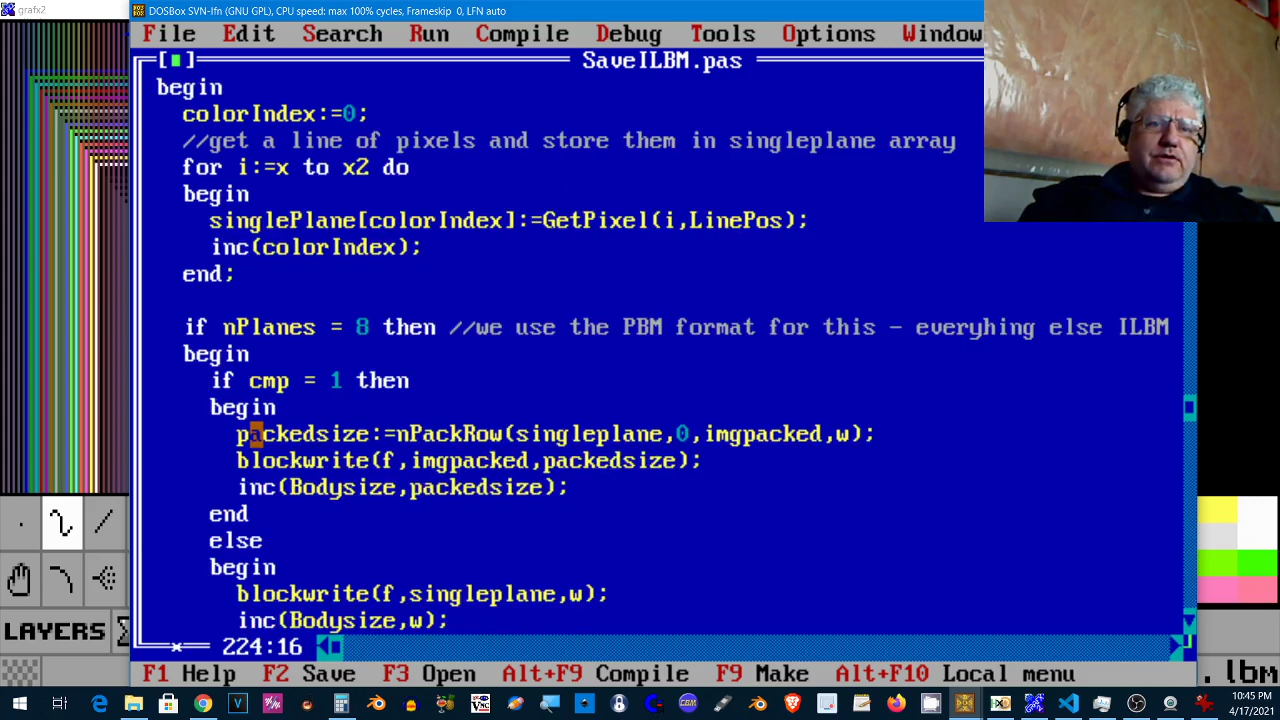 grafx2
DOSBox SVN-lfn (GNU GPL), CPU speed: max 100% cycles, Frameskip 0, LFN auto
File Edit Search Run Compile Debug Tools Options Window
[■] SaveILBM.pas
begin
colorIndex:=0;
//get a line of pixels and store them in singleplane array
for i:=x to x2 do
begin
singlePlane[colorIndex]:=GetPixel(i,LinePos);
inc(colorIndex);
end;
if nPlanes = 8 then //we use the PBM format for this - everyhing else ILBM
begin
if cmp = 1 then
begin
packedsize:=nPackRow(singleplane,0,imgpacked,w);
blockwrite(f,imgpacked,packedsize);
inc(Bodysize,packedsize);
end
else
begin
blockwrite(f,singleplane,w);
inc(Bodysize,w);
* 224:16
LAYERS
F1 Help F2 Save F3 Open Alt+F9 Compile F9 Make Alt+F10 Local menu
.lbm
10:45 PM
4/17/2021